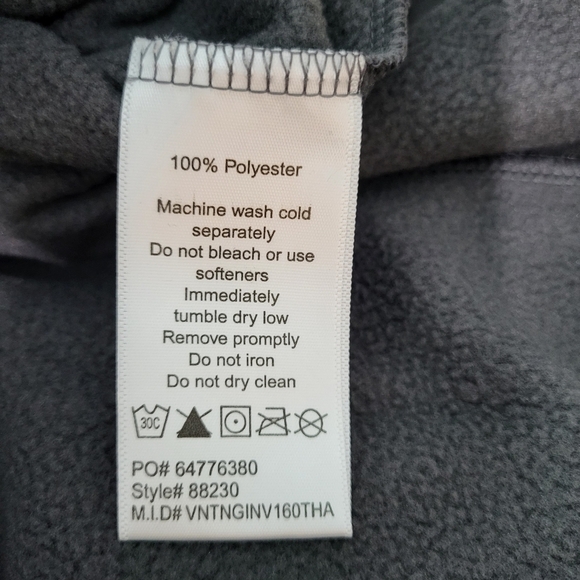 100% Polyester
Machine wash cold
separately
Do not bleach or use
softeners
Immediately
tumble dry low
Remove promptly
Do not iron
Do not dry clean
30C
PO# 64776380
Style# 88230
M.I.D# VNTNGINV160THA